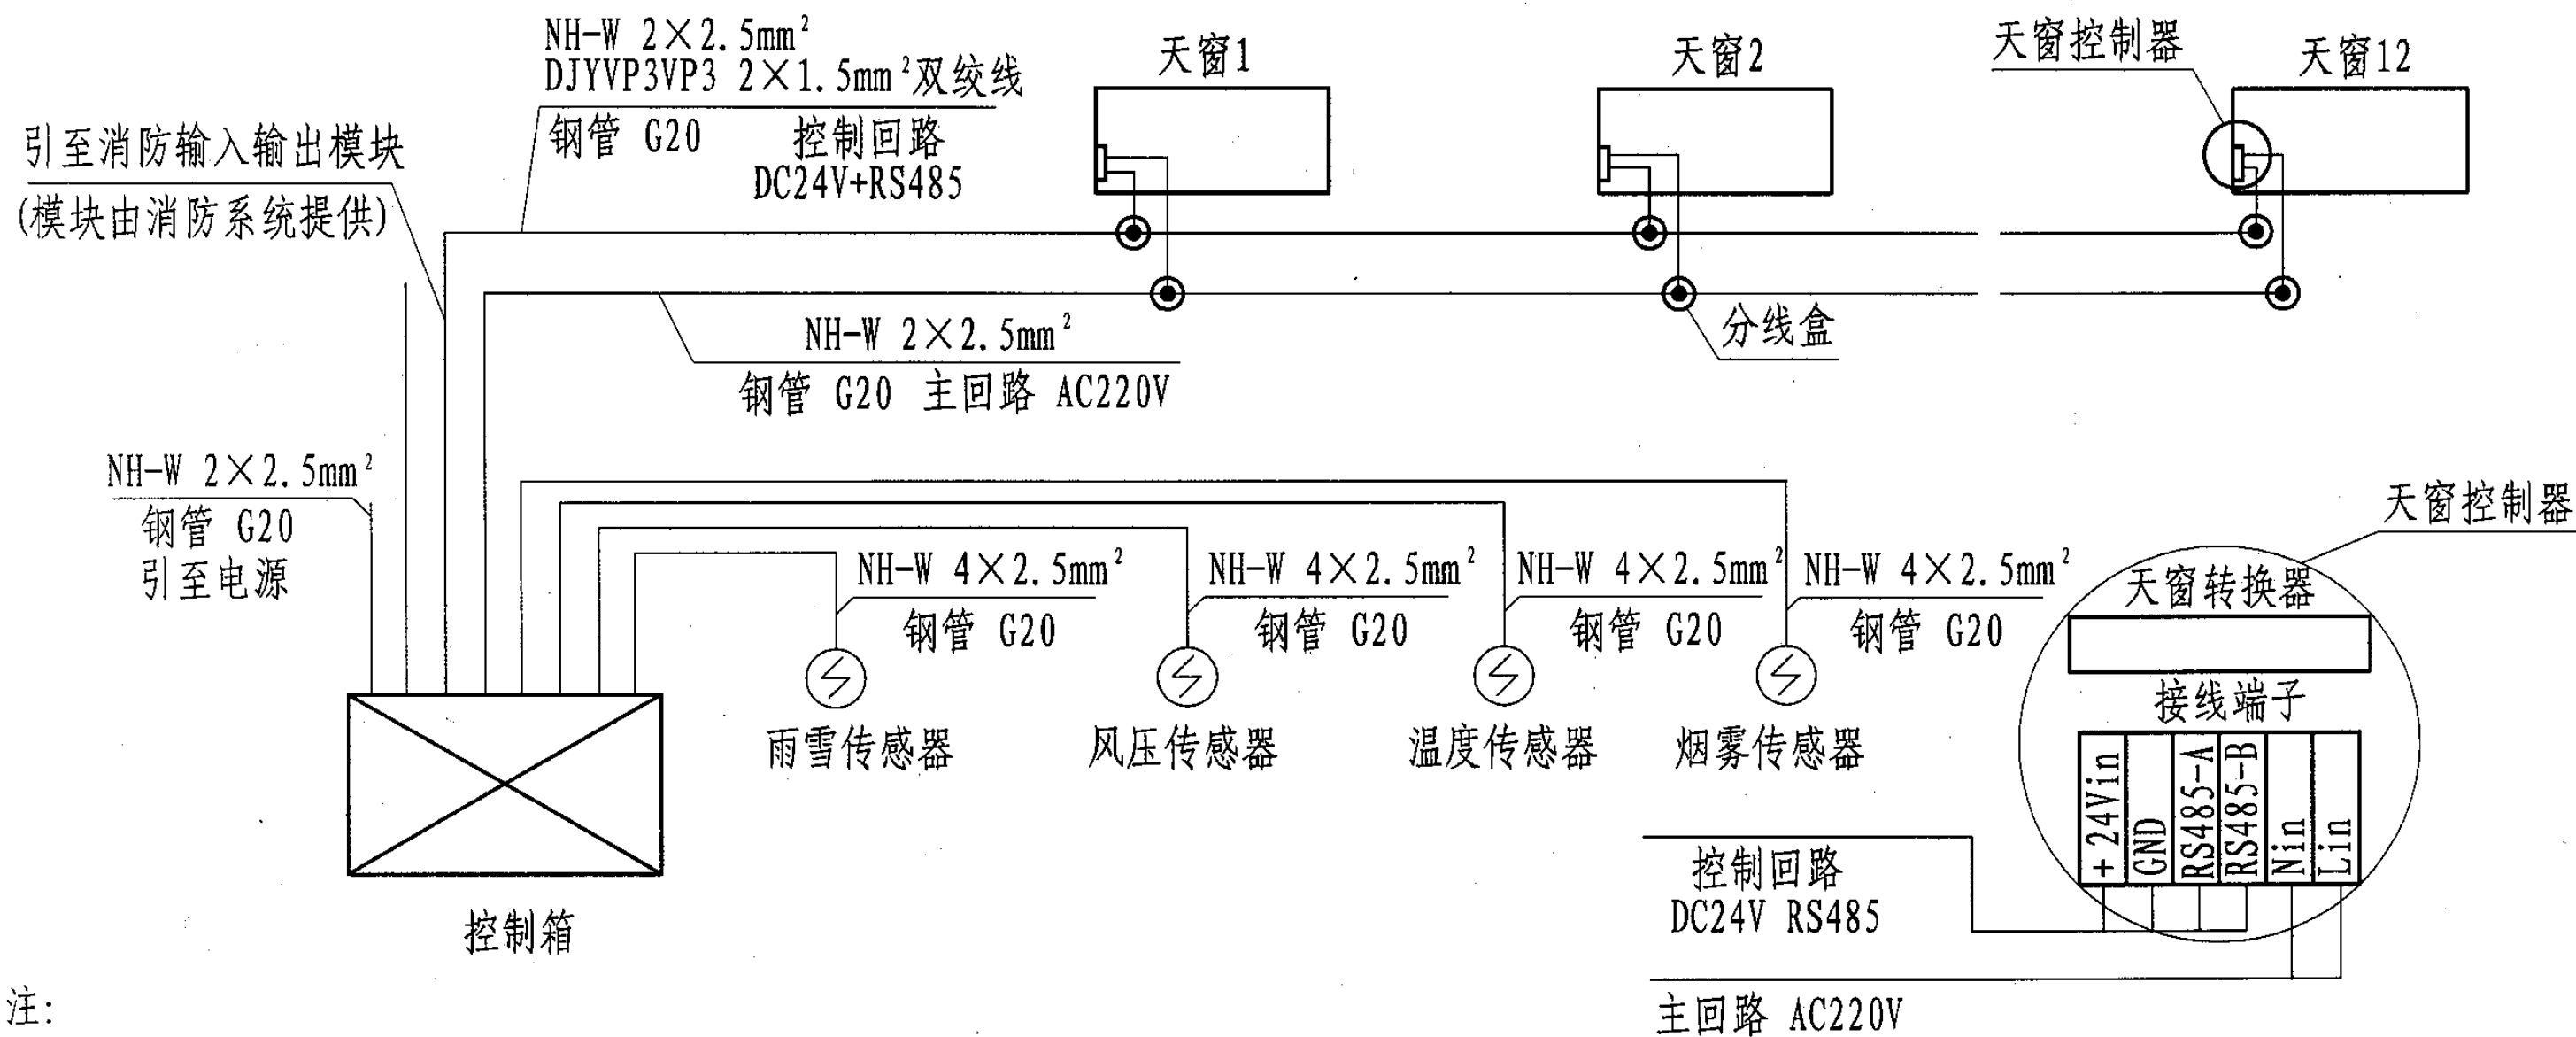 NH-W 2×2.5mm²
DJYVP3VP3 2×1.5mm²双绞线
钢管 G20 控制回路
DC24V+RS485
引至消防输入输出模块
(模块由消防系统提供)
天窗1
天窗2
天窗控制器
天窗12
NH-W 2×2.5mm²
钢管 G20 主回路 AC220V
分线盒
NH-W 2×2.5mm²
钢管 G20
引至电源
NH-W 4×2.5mm²
钢管 G20
NH-W 4×2.5mm²
钢管 G20
NH-W 4×2.5mm²
钢管 G20
NH-W 4×2.5mm²
钢管 G20
雨雪传感器
风压传感器
温度传感器
烟雾传感器
控制箱
天窗控制器
天窗转换器
接线端子
+24Vin
GND
RS485-A
RS485-B
Nin
Lin
控制回路
DC24V RS485
主回路 AC220V
注: